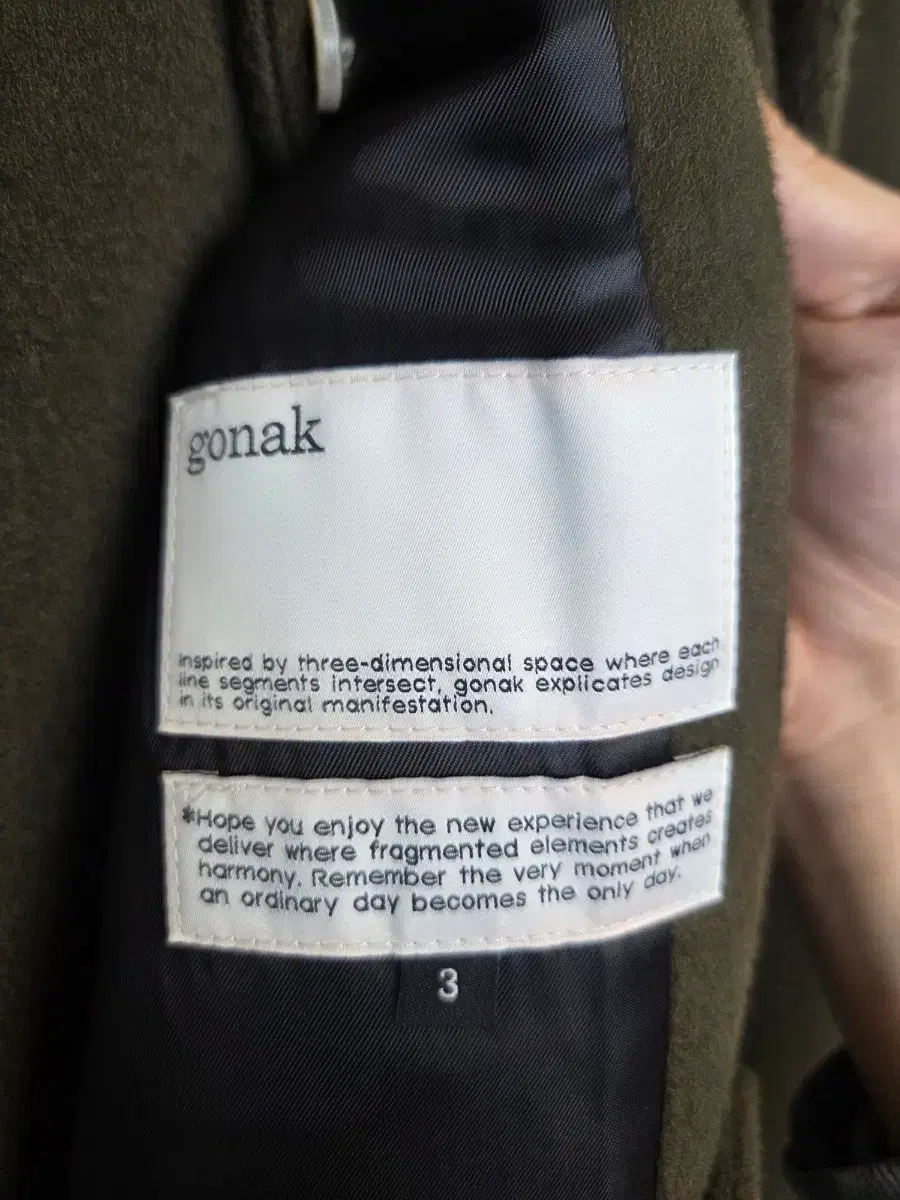 gonak
inspired by three-dimensional space where each
line segments intersect, gonak explicates design
in its original manifestation.
*Hope you enjoy the new experience that we
deliver where fragmented elements creates
harmony. Remember the very moment when
an ordinary day becomes the only day.
3